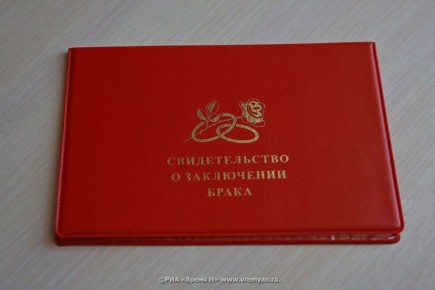 СВИДЕТЕЛЬСТВО
О ЗАКЛЮЧЕНИИ
БРАКА
©РИА «Время Н» www.vremyan.ru.